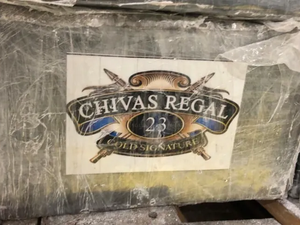 CHIVAS REGAL
23
GOLD SIGNATURE